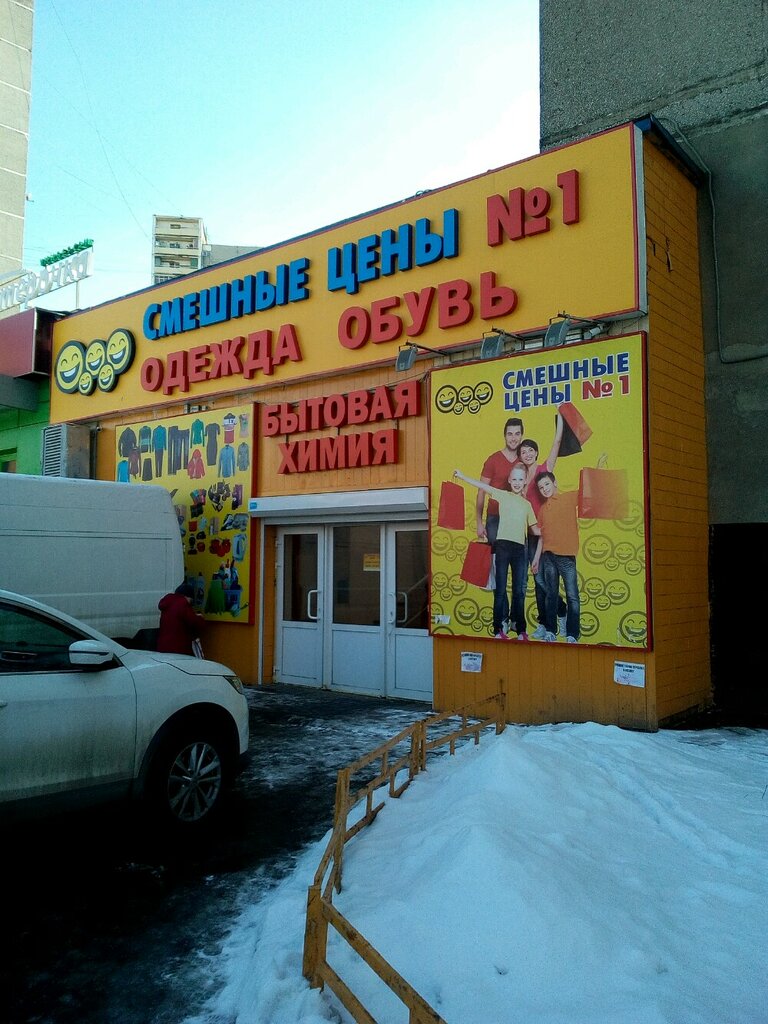 СМЕШНЫЕ ЦЕНЫ №1
ОДЕЖДА ОБУВЬ
БЫТОВАЯ
ХИМИЯ
СМЕШНЫЕ
ЦЕНЫ №1